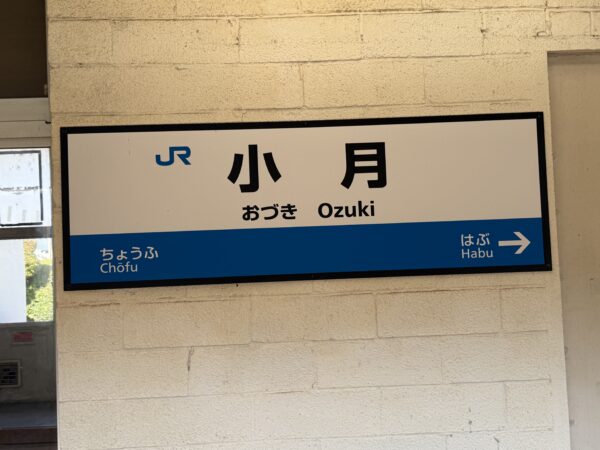 JR 小月
おづき Ozuki
ちょうふ
Chōfu
はぶ →
Habu